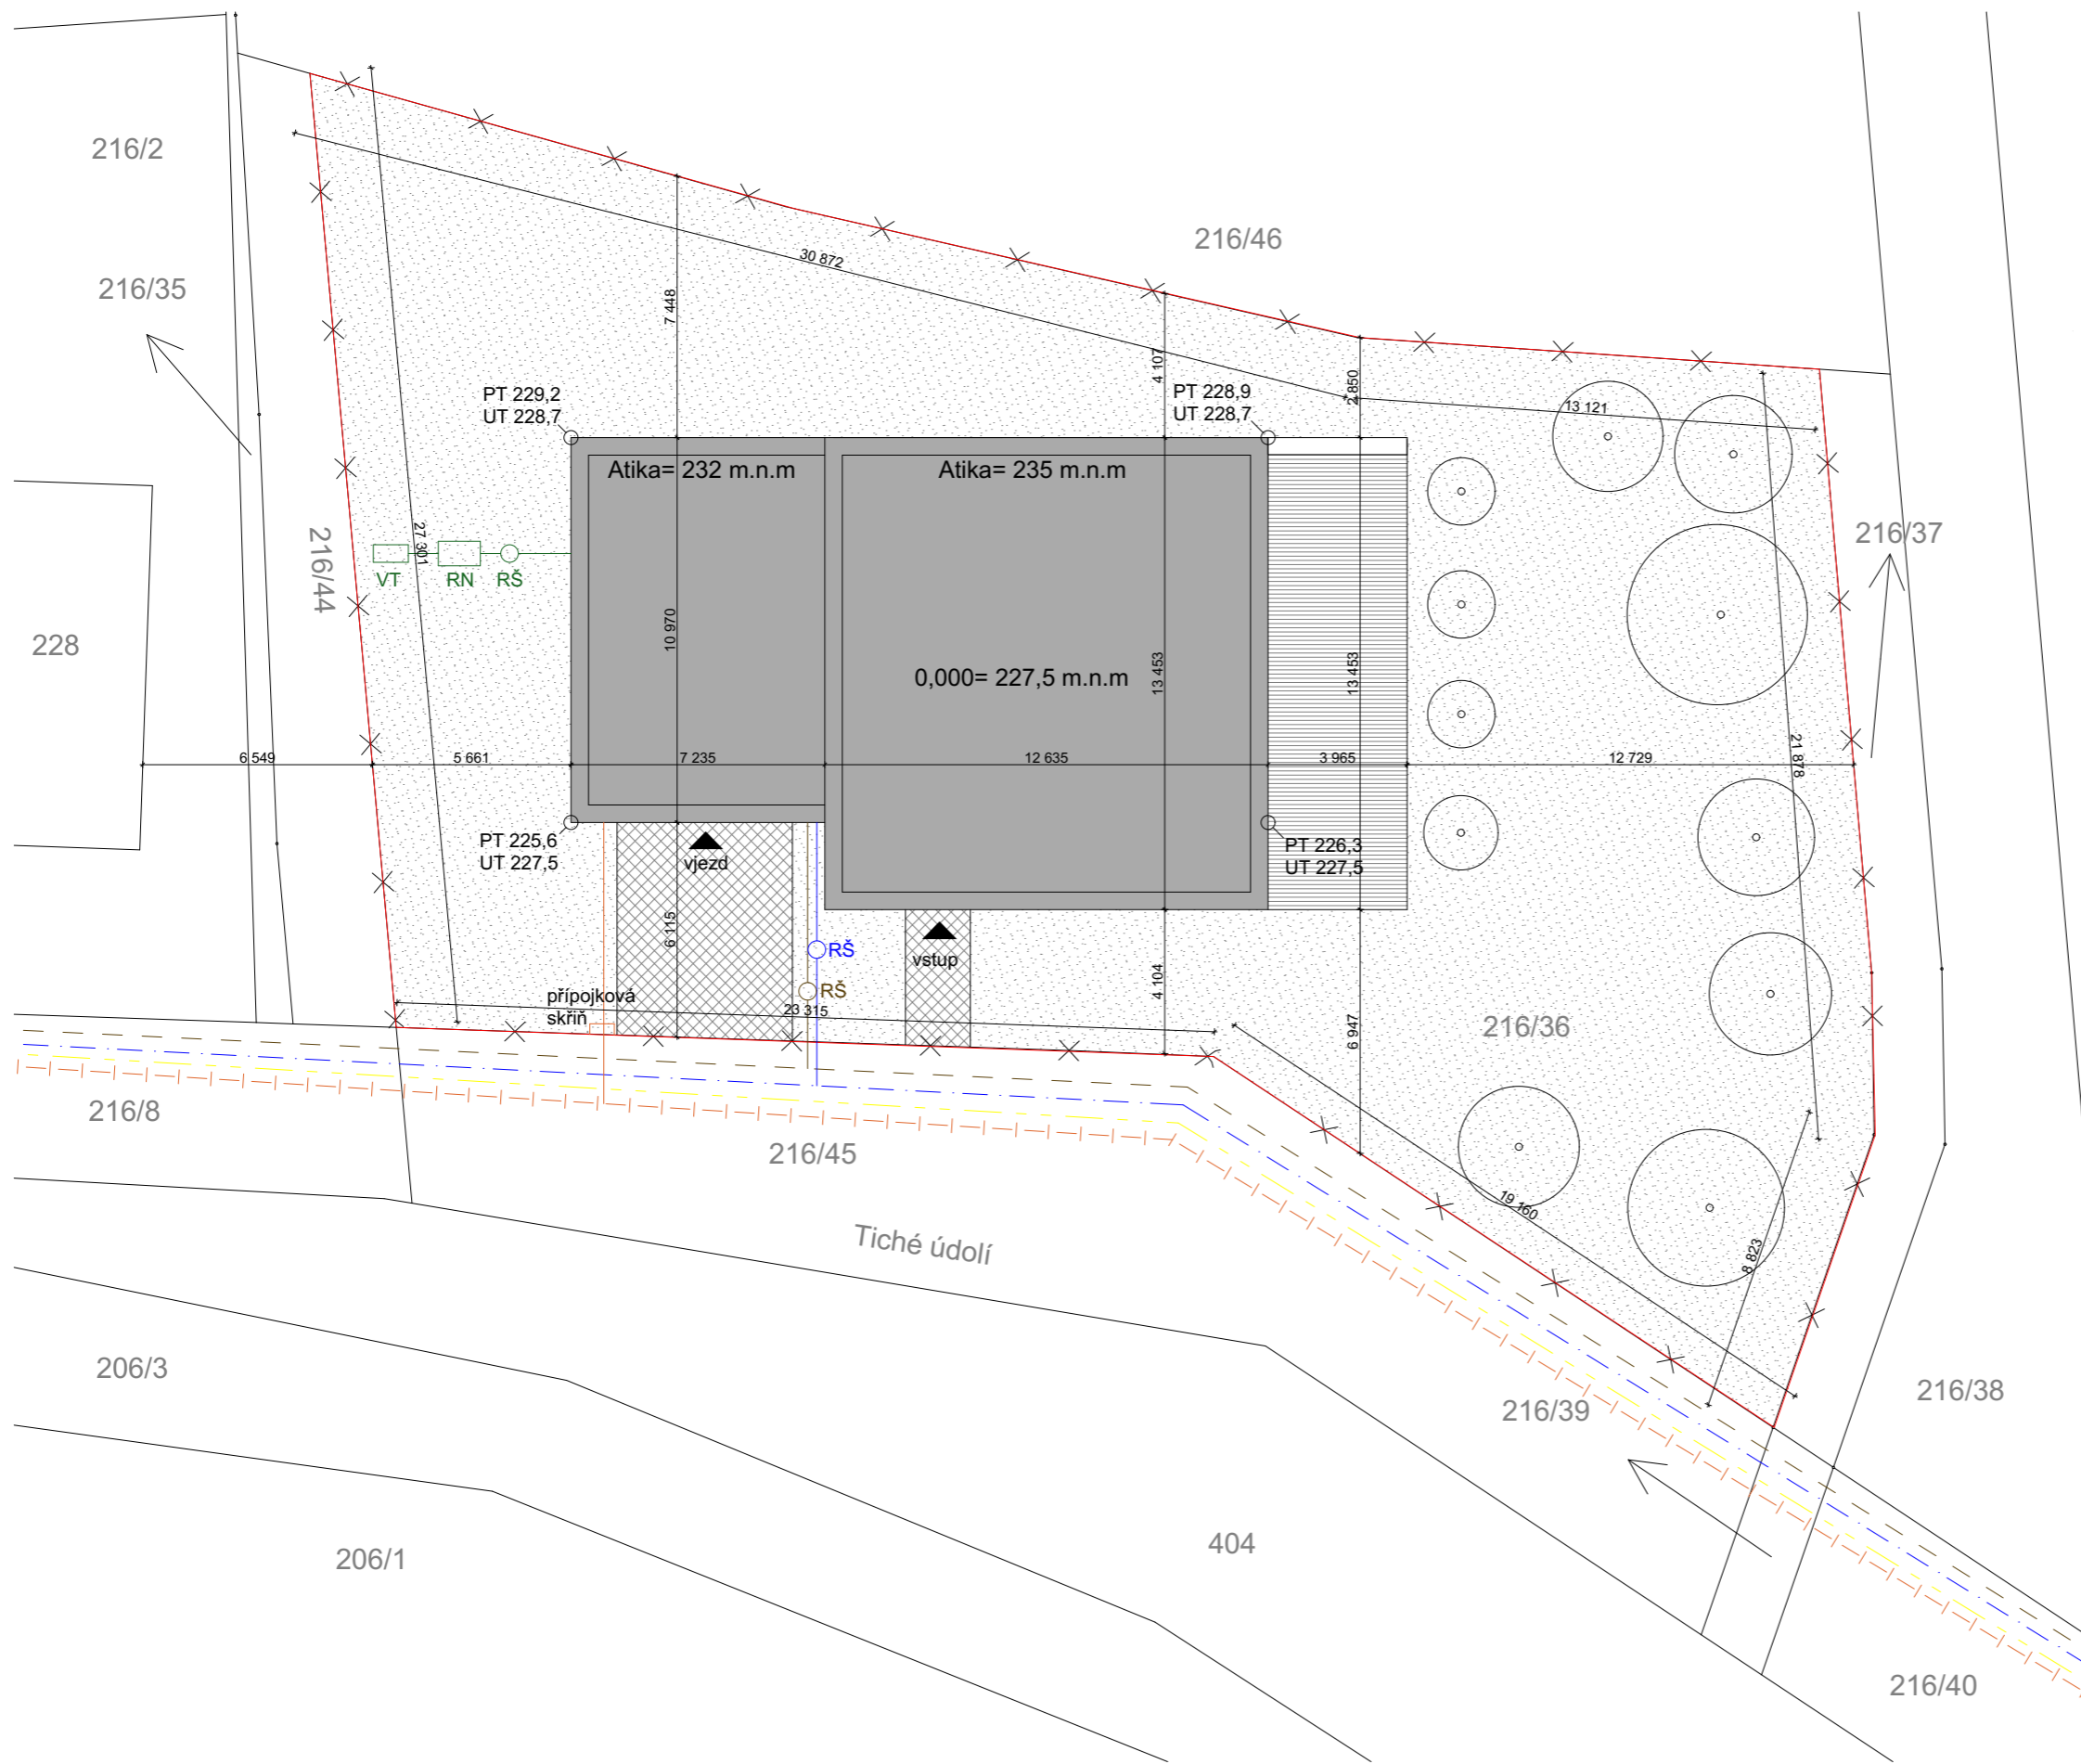 216/2
216/46
30 872
216/35
7 448
4 107
2 850
PT 229,2
UT 228,7
PT 228,9
UT 228,7
13 121
Atika= 232 m.n.m
Atika= 235 m.n.m
27 301
216/44
216/37
VT
RN
RŠ
228
10 970
0,000= 227,5 m.n.m
13 453
13 453
6 549
5 661
7 235
12 635
3 965
12 729
21 878
PT 225,6
UT 227,5
vjezd
PT 226,3
UT 227,5
6 115
RŠ
vstup
4 104
RŠ
přípojková
skříň
23 315
6 947
216/36
216/8
216/45
19 160
8 823
Tiché údolí
206/3
216/39
216/38
206/1
404
216/40